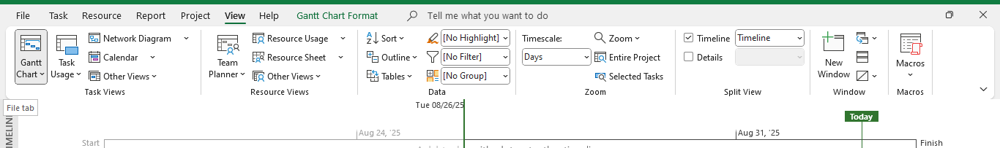 File Task Resource Report Project View Help Gantt Chart Format Tell me what you want to do
Gantt Chart
Task Usage
Network Diagram
Calendar
Other Views
Task Views
Team Planner
Resource Usage
Resource Sheet
Other Views
Resource Views
Sort
Outline
Tables
[No Highlight]
[No Filter]
[No Group]
Data
Timescale:
Days
Zoom
Entire Project
Selected Tasks
Zoom
Timeline Timeline
Details
Split View
New Window
Window
Macros
Macros
File tab
Tue 08/26/25
Today
Aug 24, '25
Aug 31, '25
Start
Finish